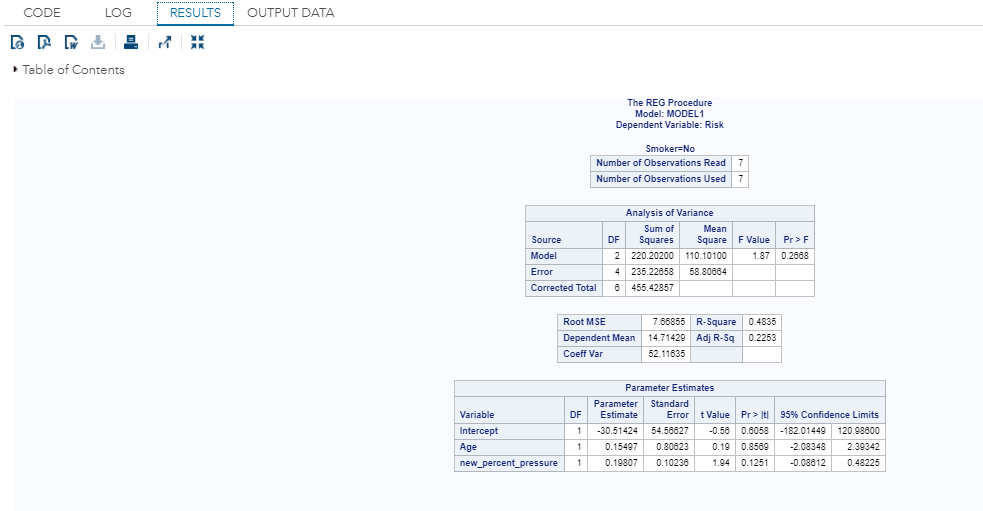 CODE LOG RESULTS OUTPUT DATA
Table of Contents
The REG Procedure
Model: MODEL1
Dependent Variable: Risk
Smoker=No
Number of Observations Read 7
Number of Observations Used 7
Analysis of Variance
Source DF Sum of Squares Mean Square F Value Pr > F
Model 2 220.20200 110.10100 1.87 0.2668
Error 4 235.22658 58.80664
Corrected Total 6 455.42857
Root MSE 7.66855 R-Square 0.4835
Dependent Mean 14.71429 Adj R-Sq 0.2253
Coeff Var 52.11635
Parameter Estimates
Variable DF Parameter Estimate Standard Error t Value Pr > |t| 95% Confidence Limits
Intercept 1 -30.51424 54.56627 -0.56 0.6058 -182.01449 120.98600
Age 1 0.15497 0.80623 0.19 0.8569 -2.08348 2.39342
new_percent_pressure 1 0.19807 0.10236 1.94 0.1251 -0.08612 0.48225